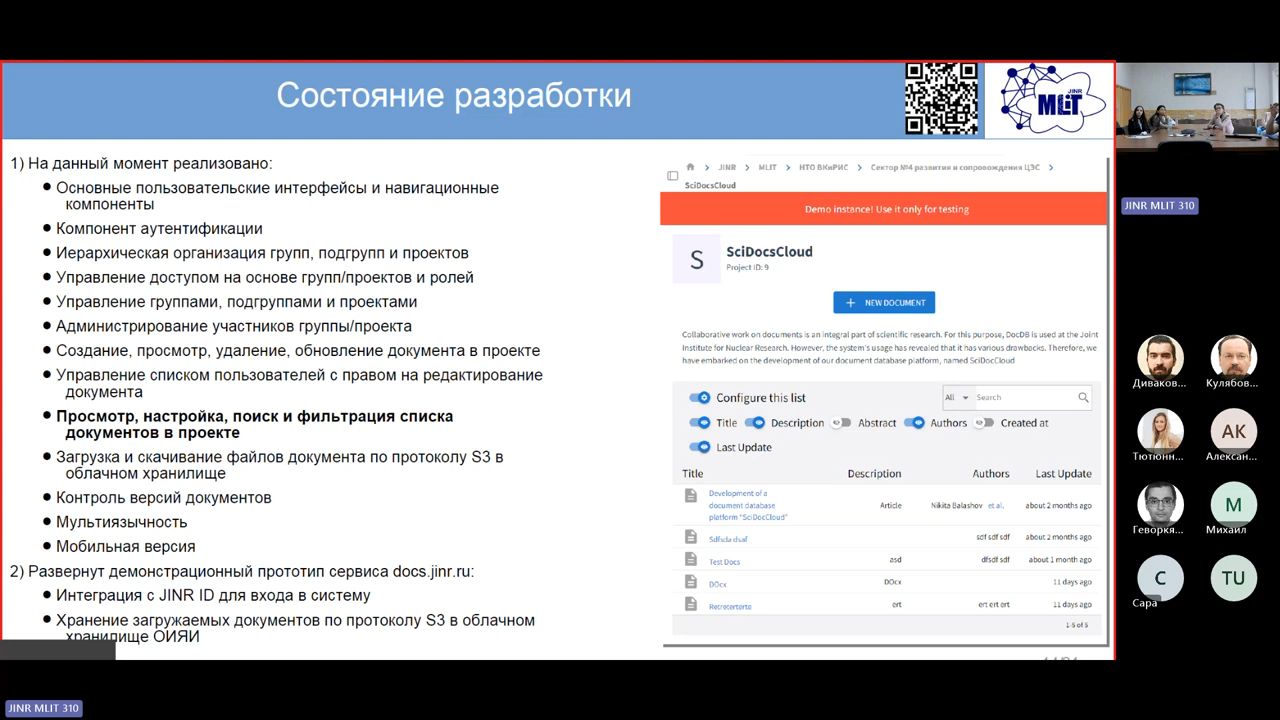 Состояние разработки
JINR
MLIT
1) На данный момент реализовано:
Основные пользовательские интерфейсы и навигационные
компоненты
Компонент аутентификации
Иерархическая организация групп, подгрупп и проектов
Управление доступом на основе групп/проектов и ролей
Управление группами, подгруппами и проектами
Администрирование участников группы/проекта
Создание, просмотр, удаление, обновление документа в проекте
Управление списком пользователей с правом на редактирование
документа
Просмотр, настройка, поиск и фильтрация списка
документов в проекте
Загрузка и скачивание файлов документа по протоколу S3 в
облачном хранилище
Контроль версий документов
Мультиязычность
Мобильная версия
2) Развернут демонстрационный прототип сервиса docs.jinr.ru:
Интеграция с JINR ID для входа в систему
Хранение загружаемых документов по протоколу S3 в облачном
хранилище ОИЯИ
JINR MLIT НТО ВКиРИС Сектор №4 развития и сопровождения ЦЭС
SciDocsCloud
Demo instance! Use it only for testing
S
SciDocsCloud
Project ID: 9
+ NEW DOCUMENT
Collaborative work on documents is an integral part of scientific research. For this purpose, DocDB is used at the Joint
Institute for Nuclear Research. However, the system's usage has revealed that it has various drawbacks. Therefore, we
have embarked on the development of our document database platform, named SciDocCloud
Configure this list
All Search
Title Description Abstract Authors Created at
Last Update
Title Description Authors Last Update
Development of a
document database
platform "SciDocCloud"
Article Nikita Balashov et al. about 2 months ago
Sdfsda dsaf sdf sdf sdf about 2 months ago
Test Docs asd dfsdf sdf about 1 month ago
DOcx DOcx 11 days ago
Retroterterto ert ert ert ert 11 days ago
1-5 of 5
JINR MLIT 310
Диваков...
Кулябов...
Тютюнн...
АК
Алексан...
Геворкя...
М
Михаил
С
Сара
TU
JINR MLIT 310